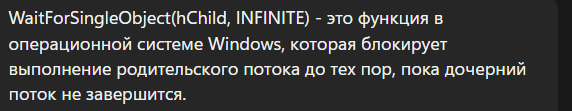 WaitForSingleObject(hChild, INFINITE) - это функция в
операционной системе Windows, которая блокирует
выполнение родительского потока до тех пор, пока дочерний
поток не завершится.